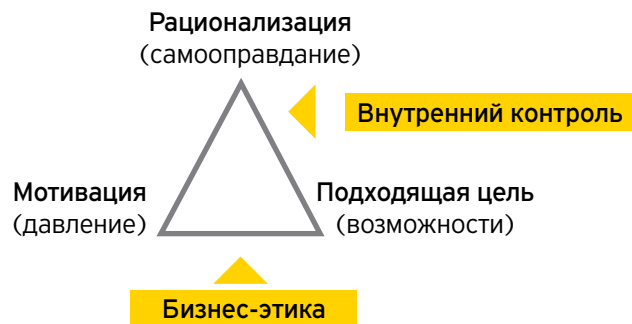 Рационализация
(самооправдание)
Внутренний контроль
Мотивация
(давление)
Подходящая цель
(возможности)
Бизнес-этика